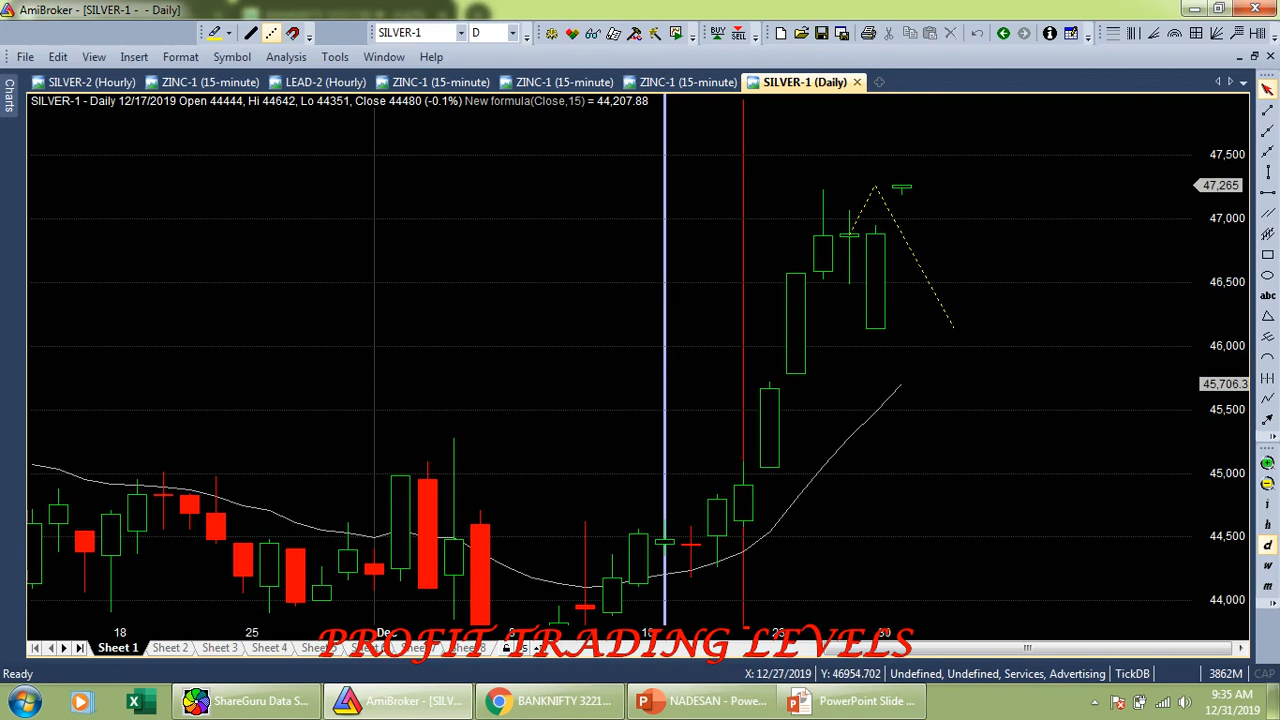 AmiBroker - [SILVER-1 - - Daily]
SILVER-1 D BUY SELL
File Edit View Insert Format Symbol Analysis Tools Window Help
Charts
SILVER-2 (Hourly) ZINC-1 (15-minute) LEAD-2 (Hourly) ZINC-1 (15-minute) ZINC-1 (15-minute) ZINC-1 (15-minute) SILVER-1 (Daily)
SILVER-1 - Daily 12/17/2019 Open 44444, Hi 44642, Lo 44351, Close 44480 (-0.1%) New formula(Close,15) = 44,207.88
47,500
47,265
47,000
46,500
46,000
45,706.3
45,500
45,000
44,500
44,000
abc
i
h
d
w
m
18 25 Dec 30
PROFIT TRADING LEVELS
Sheet 1 Sheet 2 Sheet 3 Sheet 4
Ready X: 12/27/2019 Y: 46954.702 Undefined, Undefined, Services, Advertising TickDB 3862M CAP
ShareGuru Data S... AmiBroker - [SILV... BANKNIFTY 3221... NADESAN - Powe... PowerPoint Slide ...
9:35 AM
12/31/2019